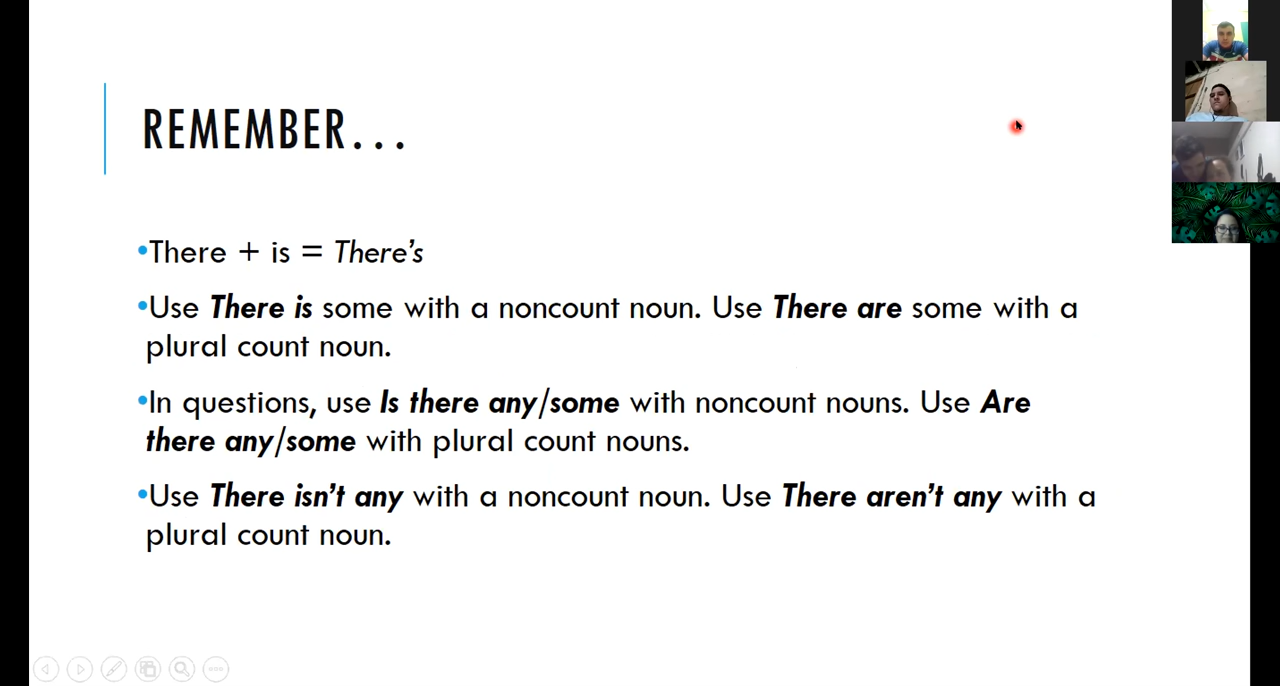 REMEMBER...
•There + is = There's
•Use There is some with a noncount noun. Use There are some with a
plural count noun.
•In questions, use Is there any/some with noncount nouns. Use Are
there any/some with plural count nouns.
•Use There isn't any with a noncount noun. Use There aren't any with a
plural count noun.